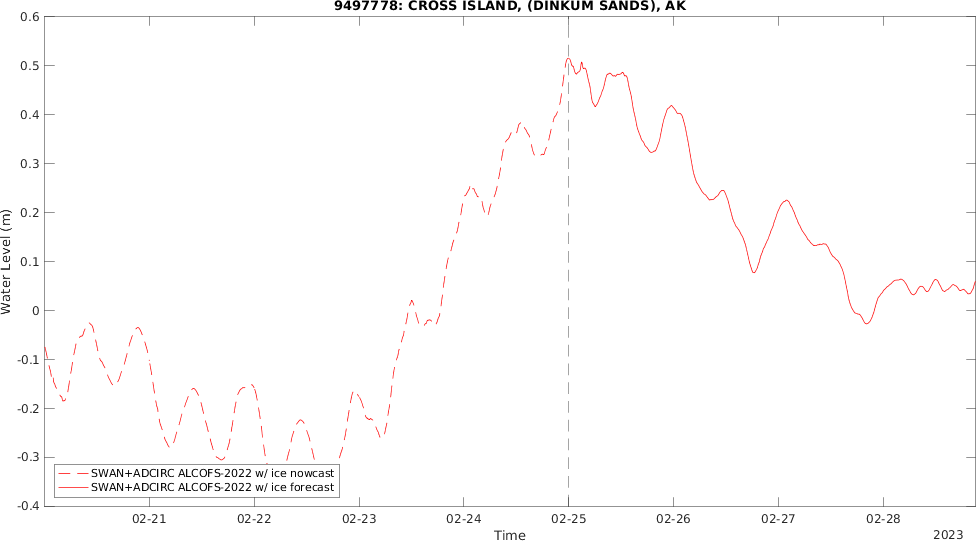 9497778: CROSS ISLAND, (DINKUM SANDS), AK
0.6
0.5
0.4
0.3
0.2
0.1
0
-0.1
-0.2
-0.3
-0.4
Water Level (m)
SWAN+ADCIRC ALCOFS-2022 w/ ice nowcast
SWAN+ADCIRC ALCOFS-2022 w/ ice forecast
02-21 02-22 02-23 02-24 02-25 02-26 02-27 02-28
Time
2023